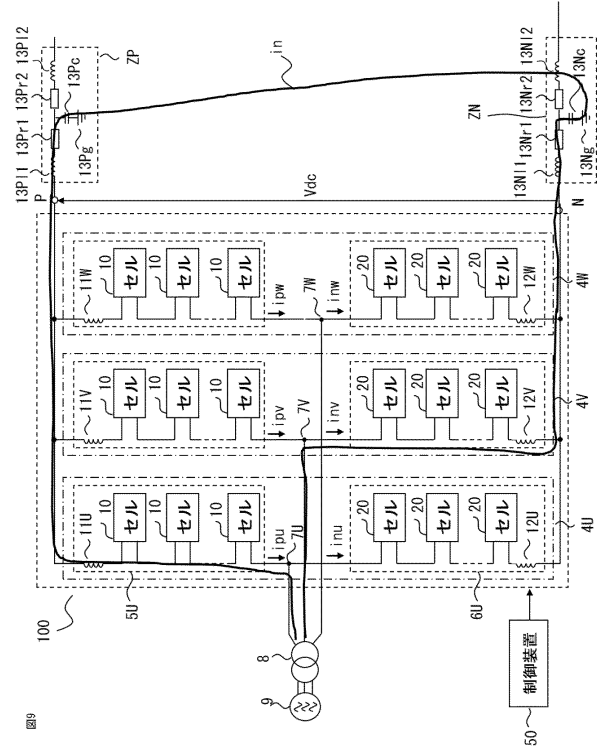 図9
100
P
13Pl1
13Pr1
13Pr2
13Pl2
13Pc
13Pg
ZP
11U
11V
11W
10
セル
10
セル
10
セル
10
セル
10
セル
10
セル
10
セル
10
セル
10
セル
5U
in
9
8
ipu
7U
ipv
7V
ipw
7W
Vdc
inu
inv
inw
20
セル
20
セル
20
セル
20
セル
20
セル
20
セル
20
セル
20
セル
20
セル
6U
50
制御装置
12U
12V
12W
4U
4V
4W
N
ZN
13Nl1
13Nr1
13Nr2
13Nl2
13Ng
13Nc